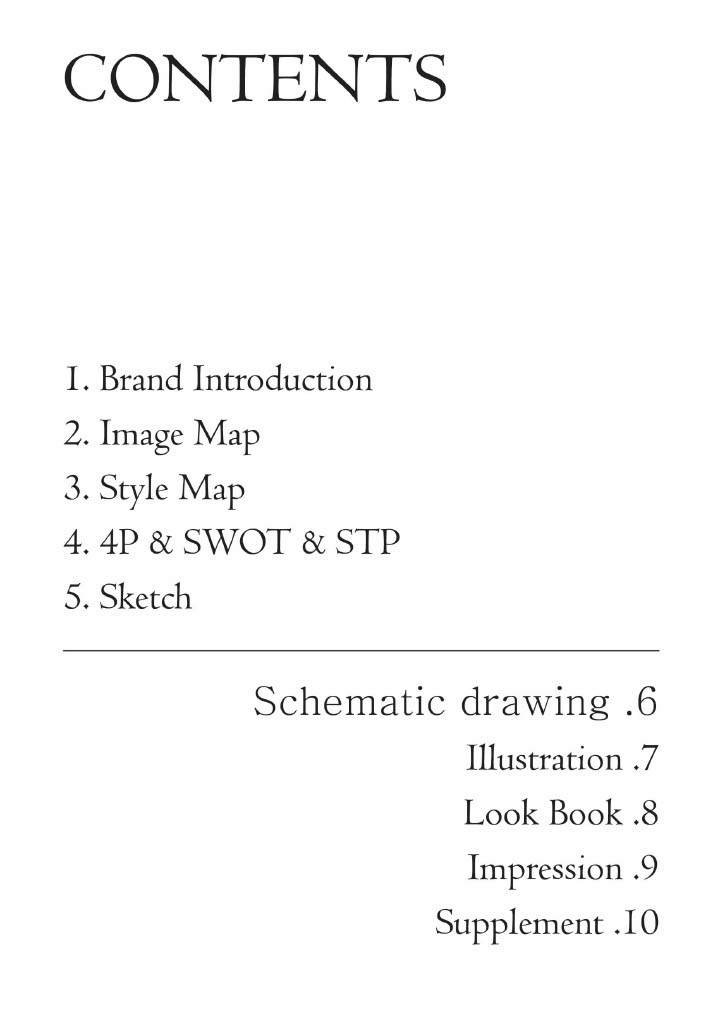 CONTENTS
1. Brand Introduction
2. Image Map
3. Style Map
4. 4P & SWOT & STP
5. Sketch
Schematic drawing .6
Illustration .7
Look Book .8
Impression .9
Supplement .10